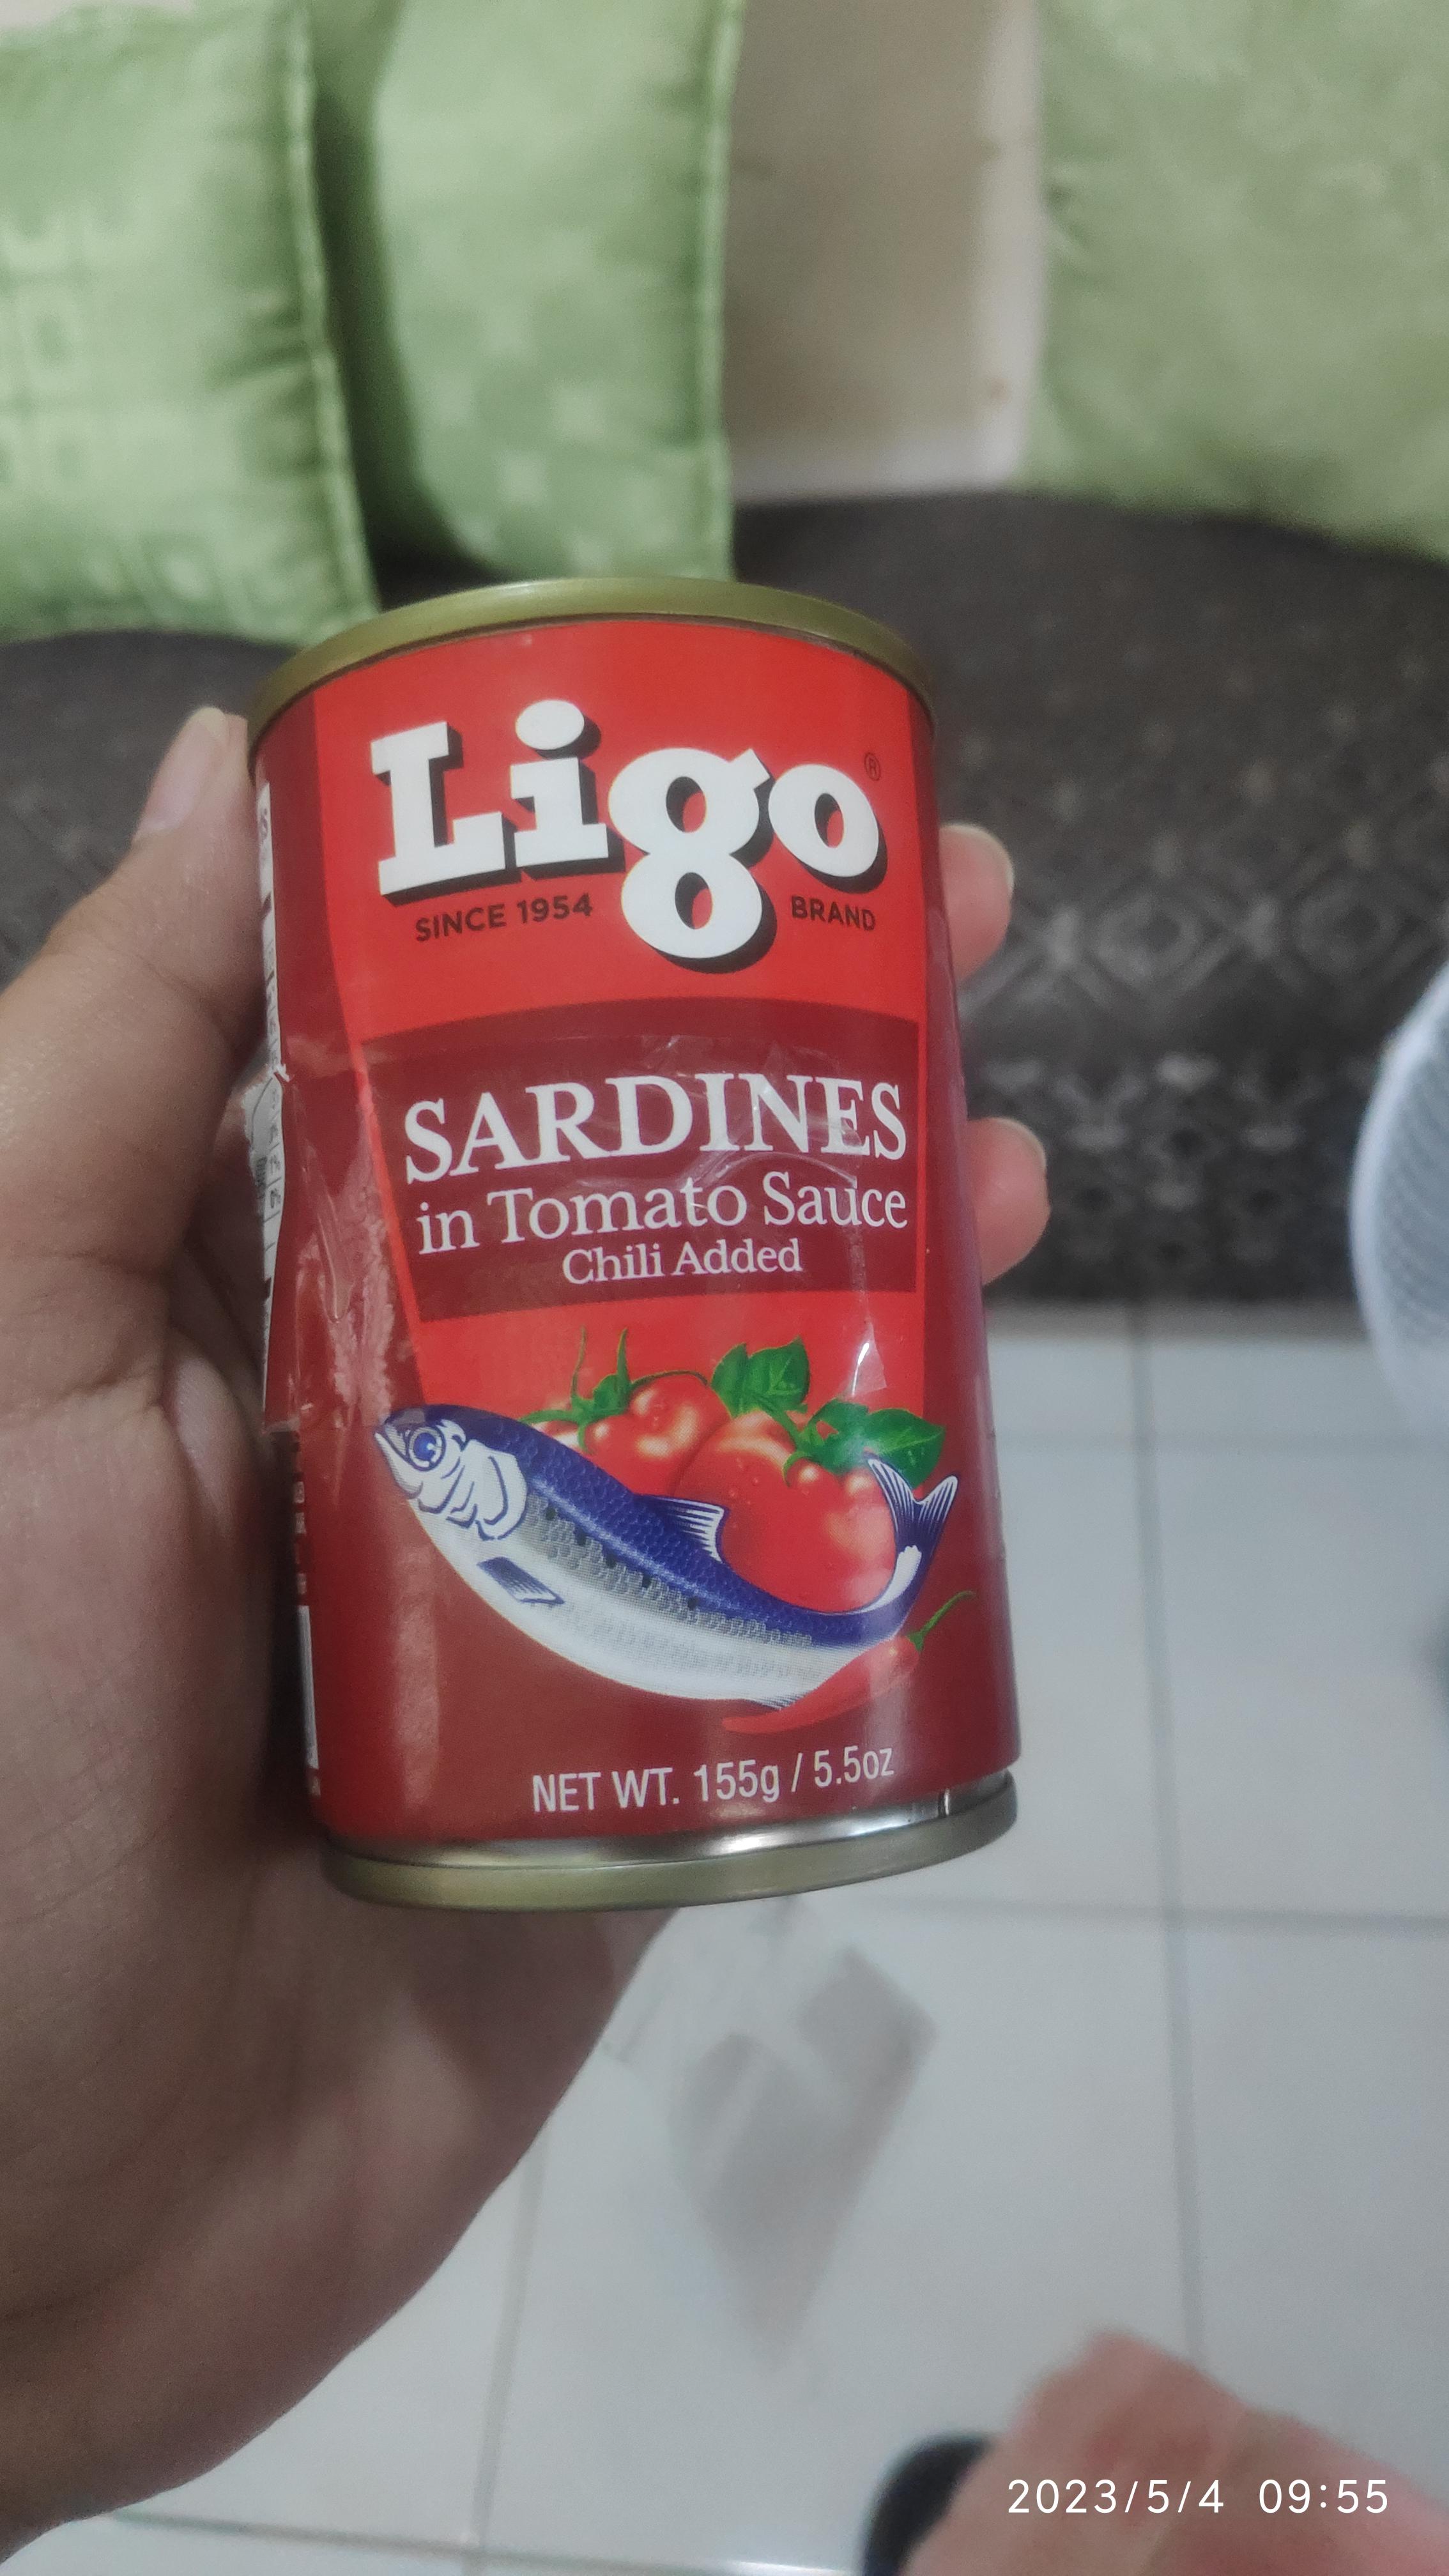 Ligo®
SINCE 1954
BRAND
SARDINES
in Tomato Sauce
Chili Added
NET WT. 155g / 5.5oz
2023/5/4 09:55